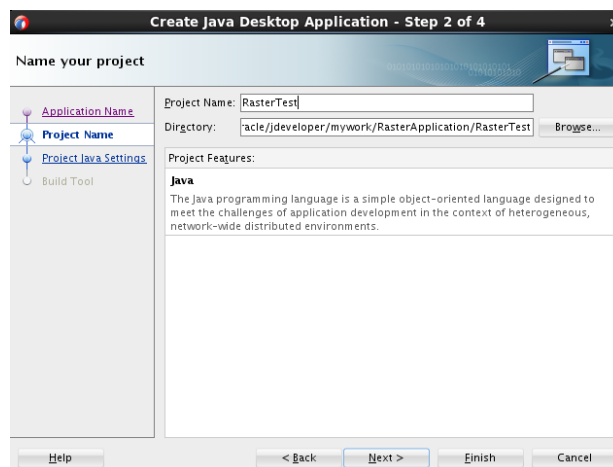 Create Java Desktop Application - Step 2 of 4
Name your project
Application Name
Project Name
Project Java Settings
Build Tool
Project Name: RasterTest
Directory: racle/jdeveloper/mywork/RasterApplication/RasterTest Browse...
Project Features:
Java
The Java programming language is a simple object-oriented language designed to
meet the challenges of application development in the context of heterogeneous,
network-wide distributed environments.
Help < Back Next > Finish Cancel